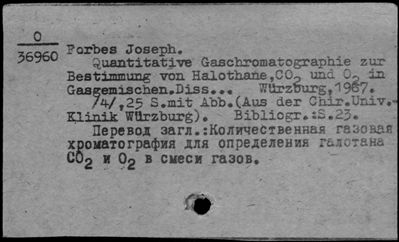 О
36960
Forbes Joseph.
Quantitative Gaschromatographie zur
Bestimmung von Halothane,CO2 und O2 in
Gasgemischen.Diss... Würzburg,1967.
/4/,25 S.mit Abb.(Aus der Chir.Univ.-
Klinik Würzburg). Bibliogr.:S.23.
Перевод загл.:Количественная газовая
хроматография для определения галотана
CO2 и O2 в смеси газов.